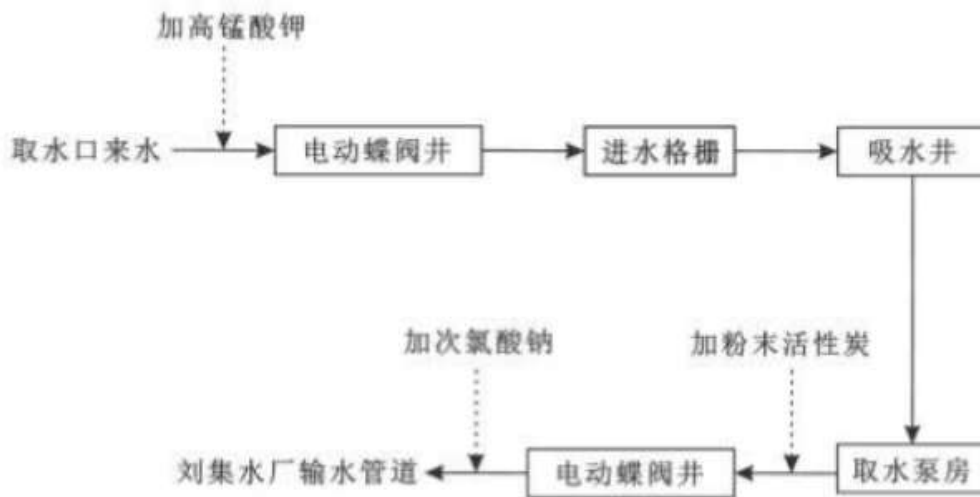 加高锰酸钾
取水口来水
电动蝶阀井
进水格栅
吸水井
加次氯酸钠
加粉末活性炭
刘集水厂输水管道
电动蝶阀井
取水泵房